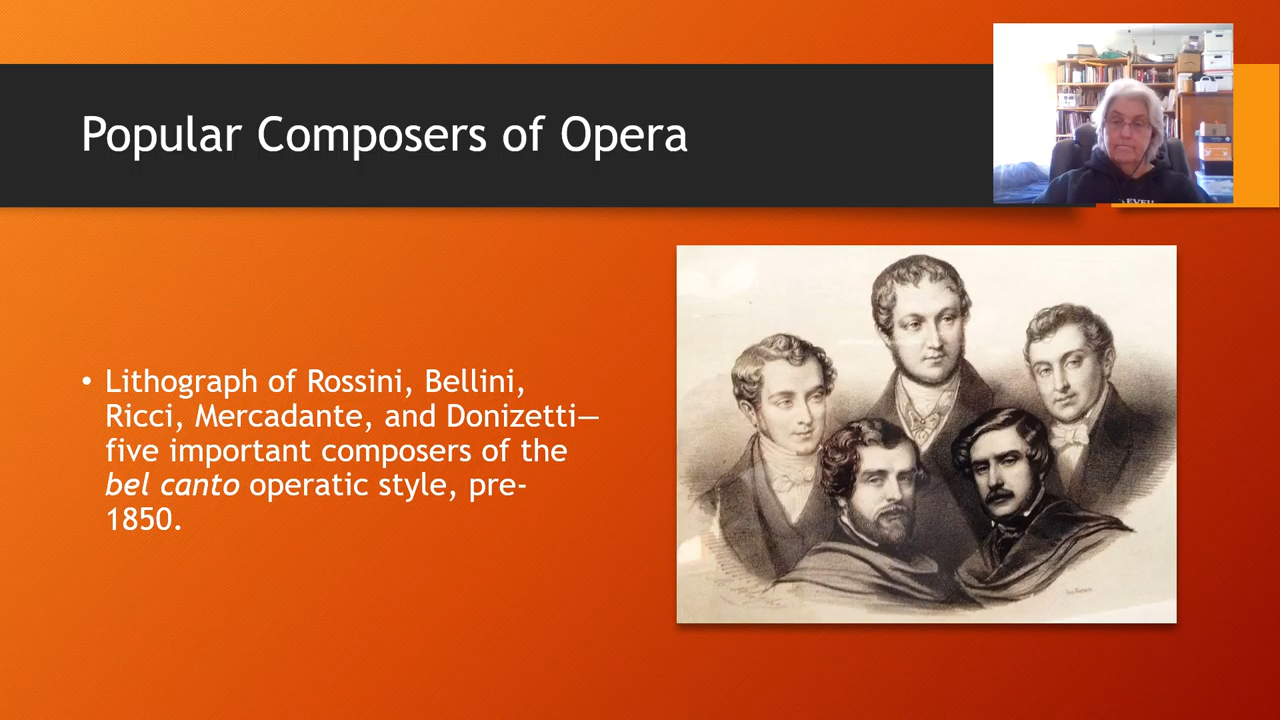 Popular Composers of Opera
• Lithograph of Rossini, Bellini,
Ricci, Mercadante, and Donizetti—
five important composers of the
bel canto operatic style, pre-
1850.